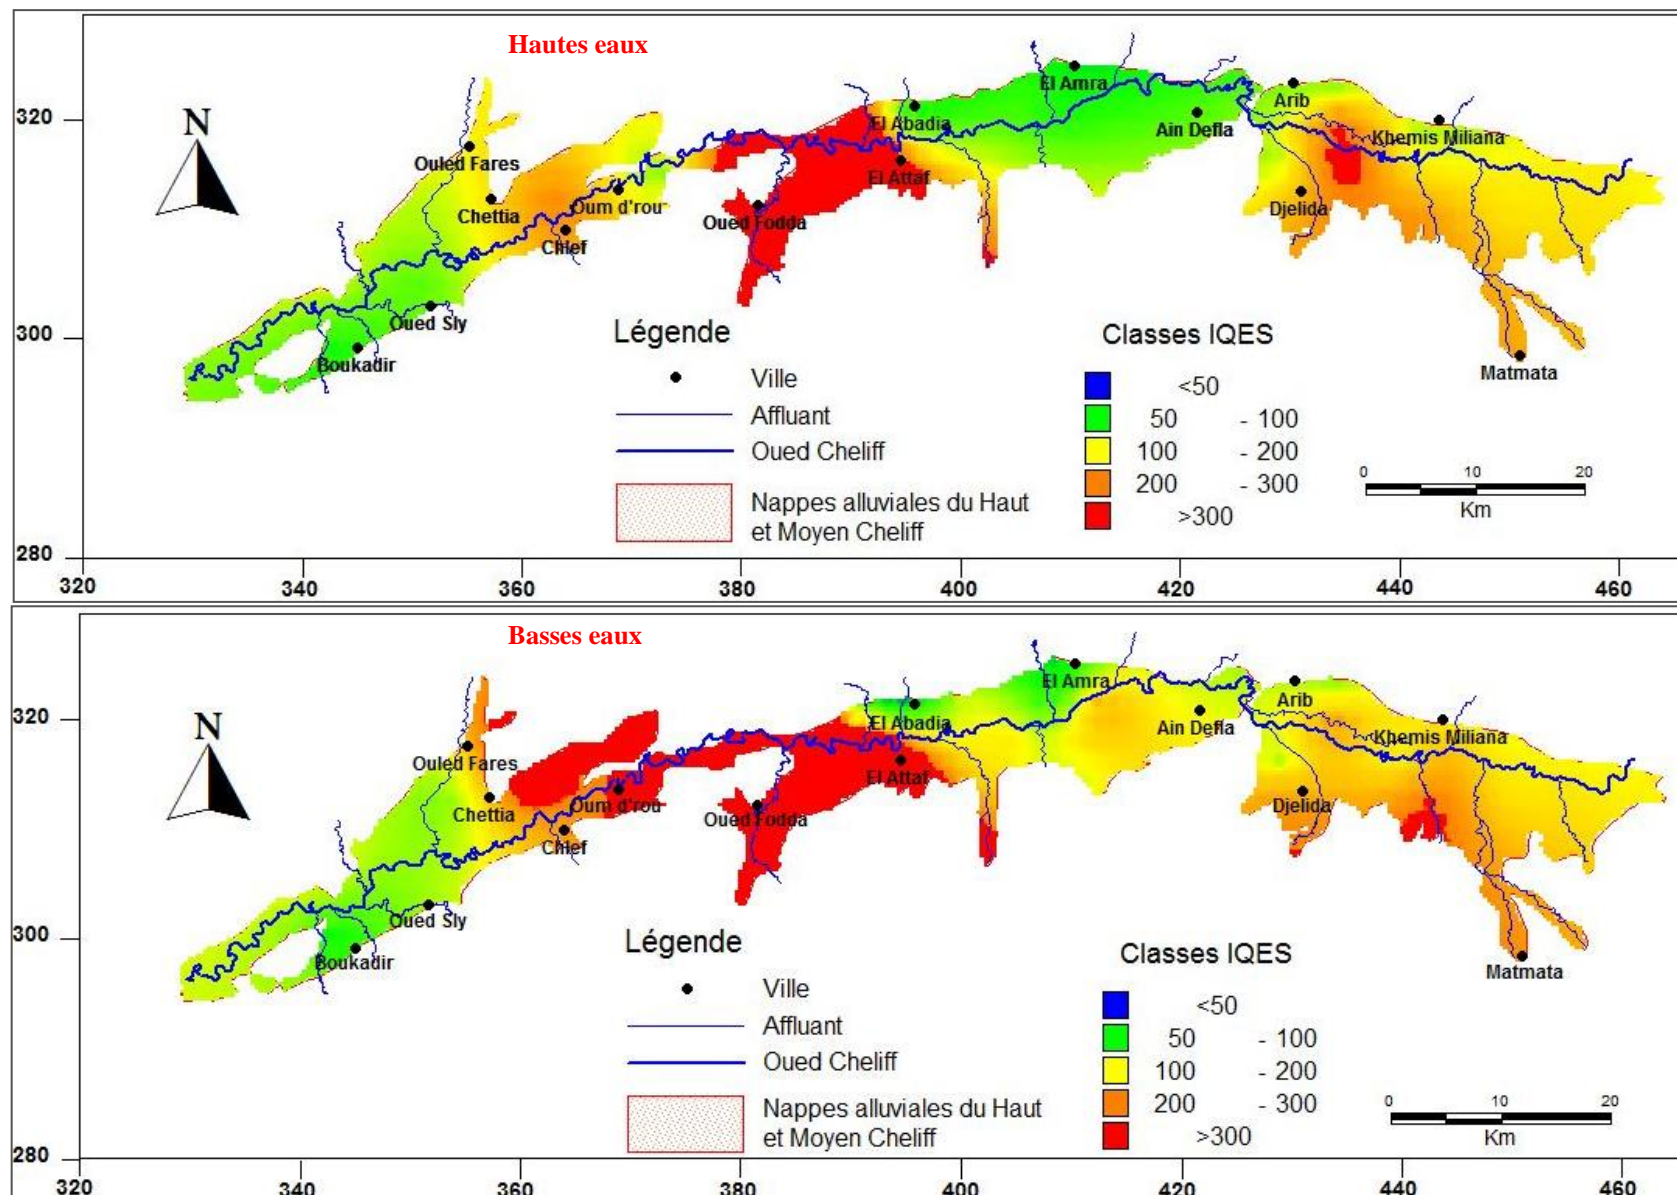 Hautes eaux
320
300
280
N
El Amra
Arib
El Abadia
Ain Defla
Khemis Miliana
Ouled Fares
El Attaf
Chettia
Oum d'rou
Oued Fodda
Djelida
Chlef
Oued Sly
Boukadir
Matmata
Légende
Ville
Affluant
Oued Cheliff
Nappes alluviales du Haut
et Moyen Cheliff
Classes IQES
<50
50 - 100
100 - 200
200 - 300
>300
0 10 20
Km
320 340 360 380 400 420 440 460
Basses eaux
320
300
280
N
El Amra
Arib
El Abadia
Ain Defla
Khemis Miliana
Ouled Fares
El Attaf
Chettia
Oum d'rou
Oued Fodda
Djelida
Chlef
Oued Sly
Boukadir
Matmata
Légende
Ville
Affluant
Oued Cheliff
Nappes alluviales du Haut
et Moyen Cheliff
Classes IQES
<50
50 - 100
100 - 200
200 - 300
>300
0 10 20
Km
320 340 360 380 400 420 440 460